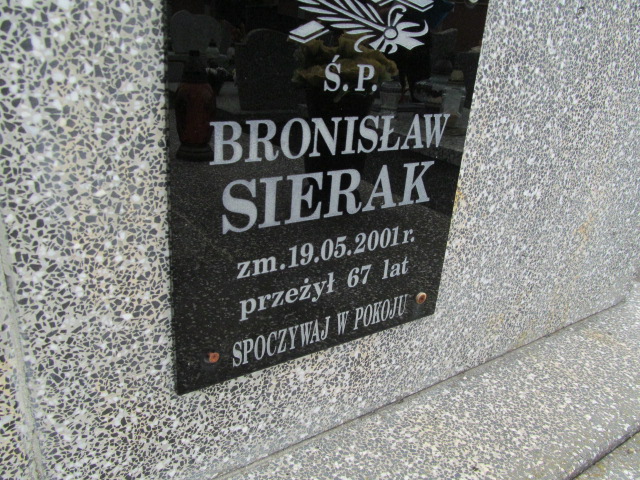 Ś.P.
BRONISŁAW
SIERAK
zm.19.05.2001r.
przeżył 67 lat
SPOCZYWAJ W POKOJU